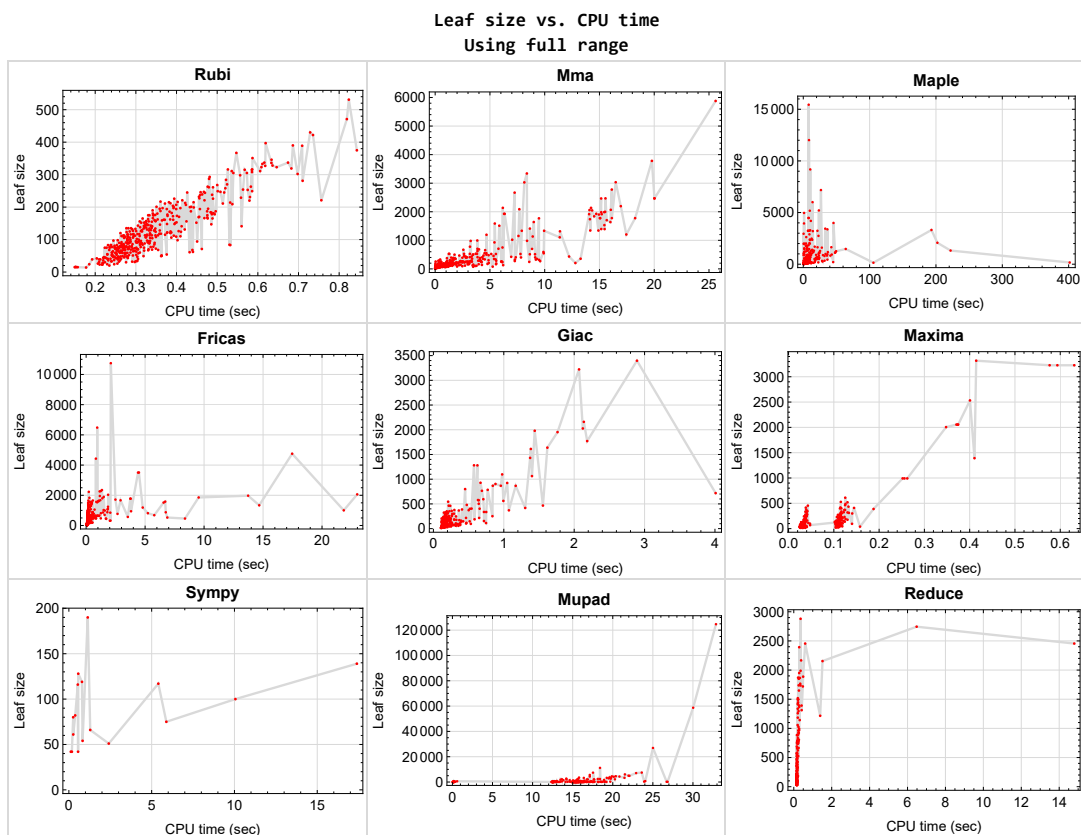 Leaf size vs. CPU time
Using full range
Rubi
Leaf size
500
400
300
200
100
0
0.2 0.3 0.4 0.5 0.6 0.7 0.8
CPU time (sec)
Mma
Leaf size
6000
5000
4000
3000
2000
1000
0
0 5 10 15 20 25
CPU time (sec)
Maple
Leaf size
15 000
10 000
5000
0
0 100 200 300 400
CPU time (sec)
Fricas
Leaf size
10 000
8000
6000
4000
2000
0
0 5 10 15 20
CPU time (sec)
Giac
Leaf size
3500
3000
2500
2000
1500
1000
500
0
0 1 2 3 4
CPU time (sec)
Maxima
Leaf size
3000
2500
2000
1500
1000
500
0
0.0 0.1 0.2 0.3 0.4 0.5 0.6
CPU time (sec)
Sympy
Leaf size
200
150
100
50
0
0 5 10 15
CPU time (sec)
Mupad
Leaf size
120 000
100 000
80 000
60 000
40 000
20 000
0
0 5 10 15 20 25 30
CPU time (sec)
Reduce
Leaf size
3000
2500
2000
1500
1000
500
0
0 2 4 6 8 10 12 14
CPU time (sec)